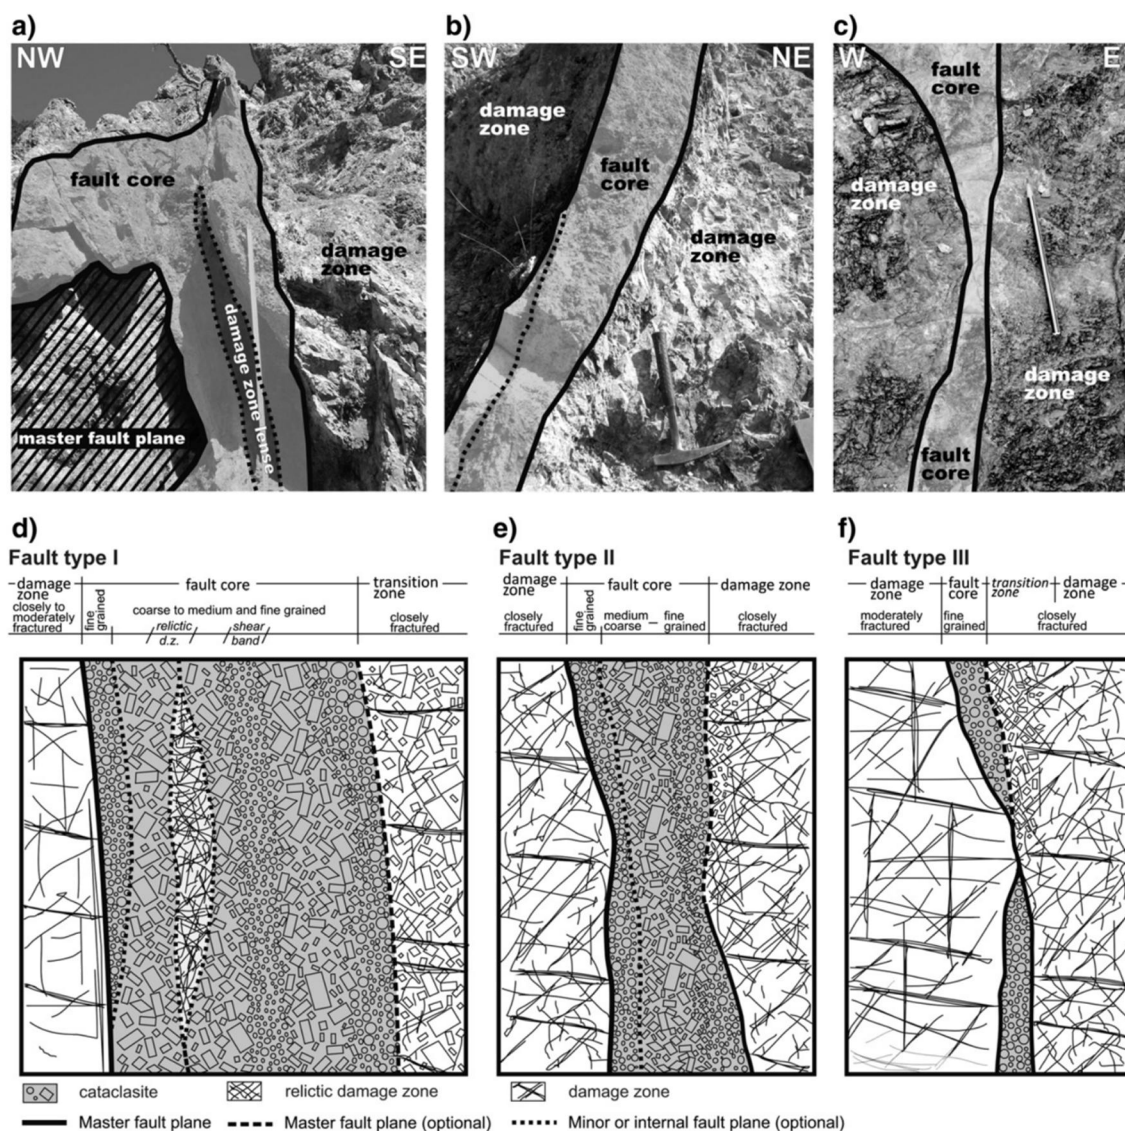 a)
NW
SE
fault core
damage
zone
damage zone lense
master fault plane
b)
SW
NE
damage
zone
fault
core
damage
zone
c)
W
E
fault
core
damage
zone
damage
zone
fault
core
d)
Fault type I
damage
zone
fault core
transition
zone
closely to
moderately
fractured
fine
grained
coarse to medium and fine grained
relictic
d.z.
shear
band
closely
fractured
e)
Fault type II
damage
zone
fault core
damage zone
closely
fractured
fine
grained
medium
coarse
fine
grained
closely
fractured
f)
Fault type III
damage
zone
fault
core
transition
zone
damage
zone
moderately
fractured
fine
grained
closely
fractured
cataclasite
relictic damage zone
damage zone
Master fault plane
Master fault plane (optional)
Minor or internal fault plane (optional)